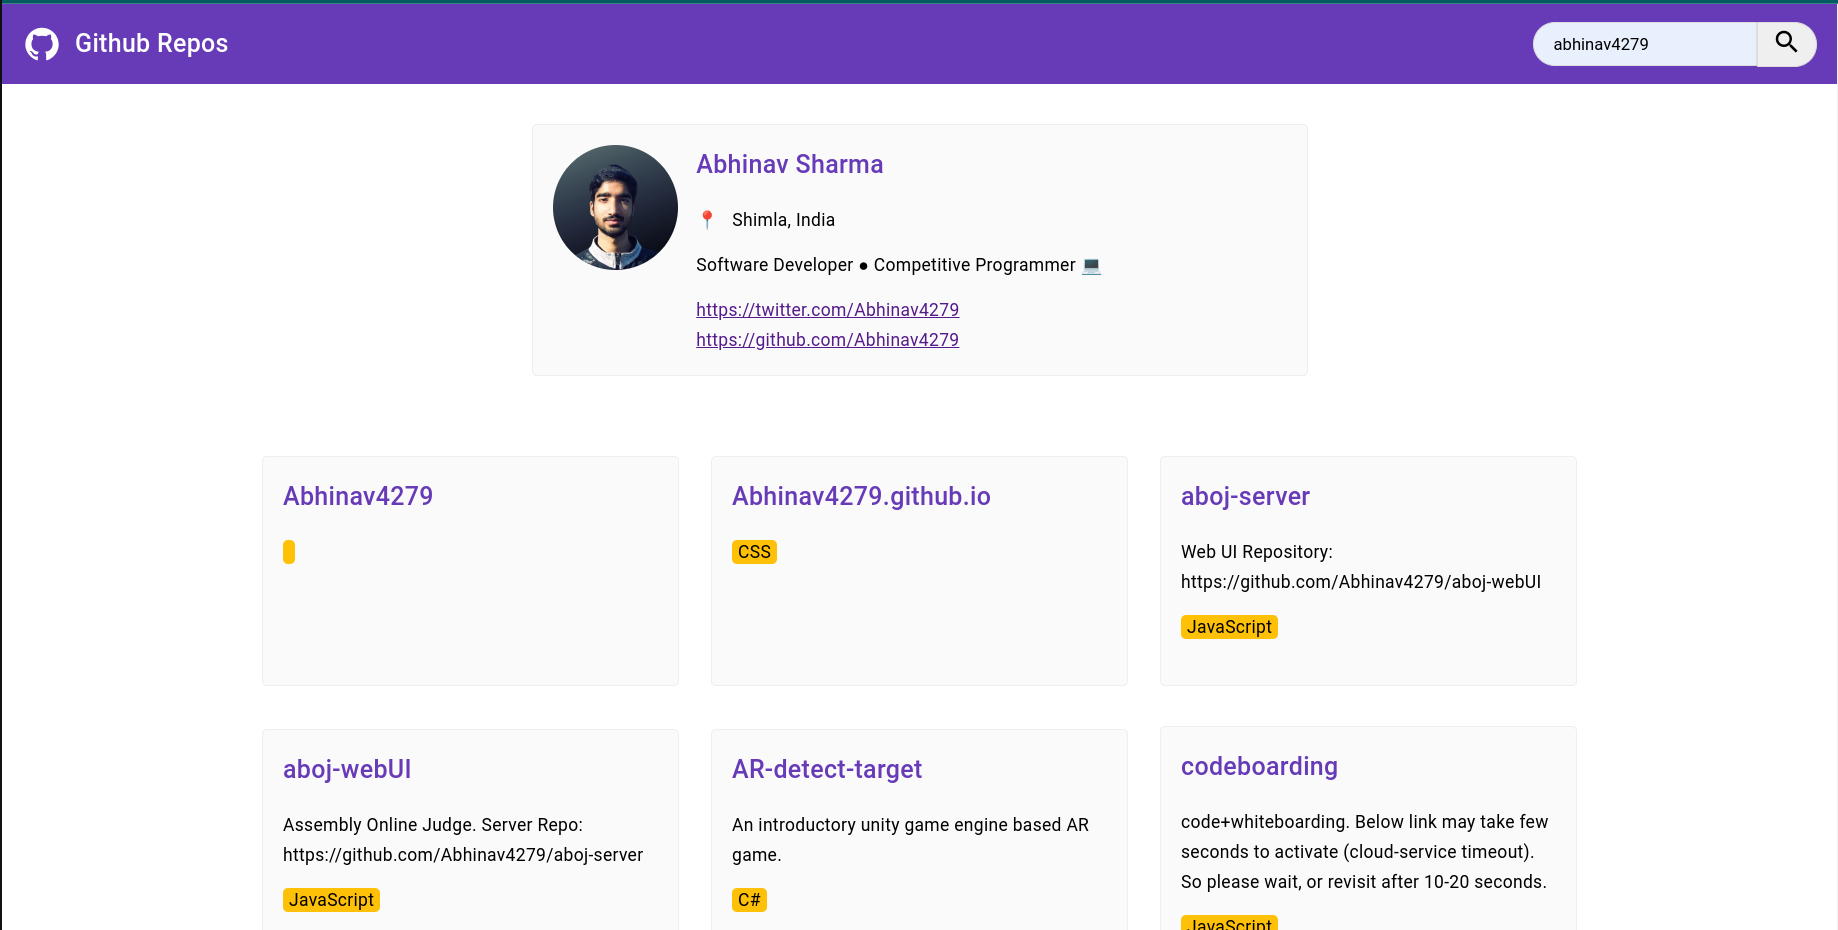 Github Repos
abhinav4279
Abhinav Sharma
📍 Shimla, India
Software Developer ● Competitive Programmer 💻
https://twitter.com/Abhinav4279
https://github.com/Abhinav4279
Abhinav4279
Abhinav4279.github.io
CSS
aboj-server
Web UI Repository:
https://github.com/Abhinav4279/aboj-webUI
JavaScript
aboj-webUI
Assembly Online Judge. Server Repo:
https://github.com/Abhinav4279/aboj-server
JavaScript
AR-detect-target
An introductory unity game engine based AR
game.
C#
codeboarding
code+whiteboarding. Below link may take few
seconds to activate (cloud-service timeout).
So please wait, or revisit after 10-20 seconds.
JavaScript